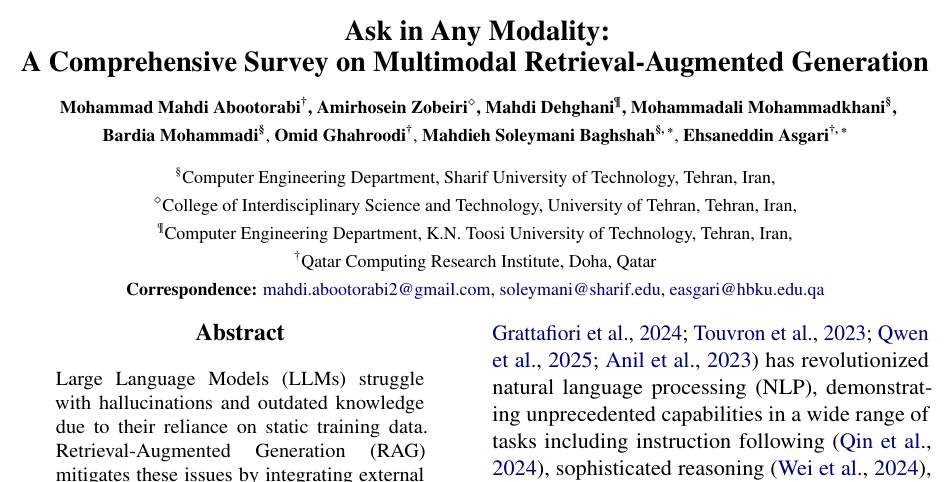 Ask in Any Modality:
A Comprehensive Survey on Multimodal Retrieval-Augmented Generation
Mohammad Mahdi Abootorabi†, Amirhosein Zobeiri◇, Mahdi Dehghani¶, Mohammadali Mohammadkhani§,
Bardia Mohammadi§, Omid Ghahroodi†, Mahdieh Soleymani Baghshah§,*, Ehsaneddin Asgari†,*
§Computer Engineering Department, Sharif University of Technology, Tehran, Iran,
◇College of Interdisciplinary Science and Technology, University of Tehran, Tehran, Iran,
¶Computer Engineering Department, K.N. Toosi University of Technology, Tehran, Iran,
†Qatar Computing Research Institute, Doha, Qatar
Correspondence: mahdi.abootorabi2@gmail.com, soleymani@sharif.edu, easgari@hbku.edu.qa
Abstract
Large Language Models (LLMs) struggle
with hallucinations and outdated knowledge
due to their reliance on static training data.
Retrieval-Augmented Generation (RAG)
mitigates these issues by integrating external
Grattafiori et al., 2024; Touvron et al., 2023; Qwen
et al., 2025; Anil et al., 2023) has revolutionized
natural language processing (NLP), demonstrat-
ing unprecedented capabilities in a wide range of
tasks including instruction following (Qin et al.,
2024), sophisticated reasoning (Wei et al., 2024),